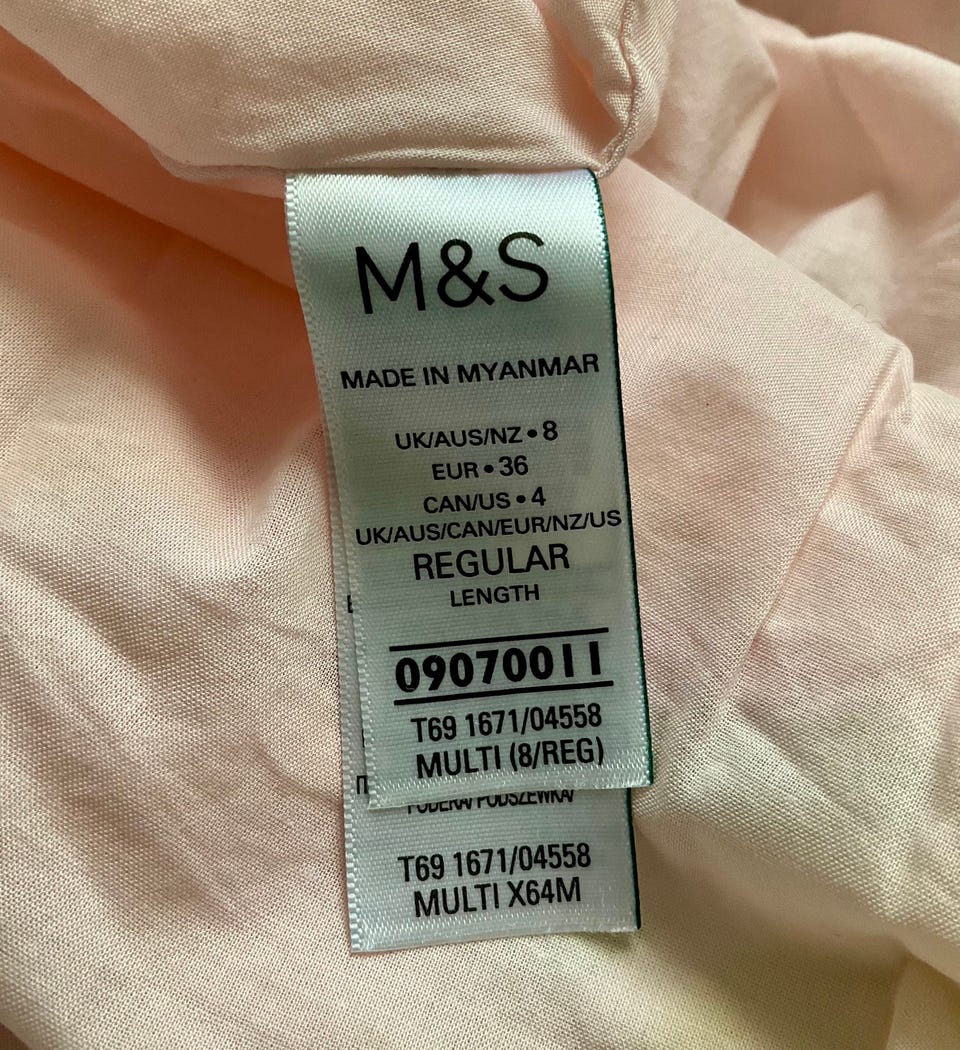 M&S
MADE IN MYANMAR
UK/AUS/NZ • 8
EUR • 36
CAN/US • 4
UK/AUS/CAN/EUR/NZ/US
REGULAR
LENGTH
09070011
T69 1671/04558
MULTI (8/REG)
PODSZEWKA/
T69 1671/04558
MULTI X64M